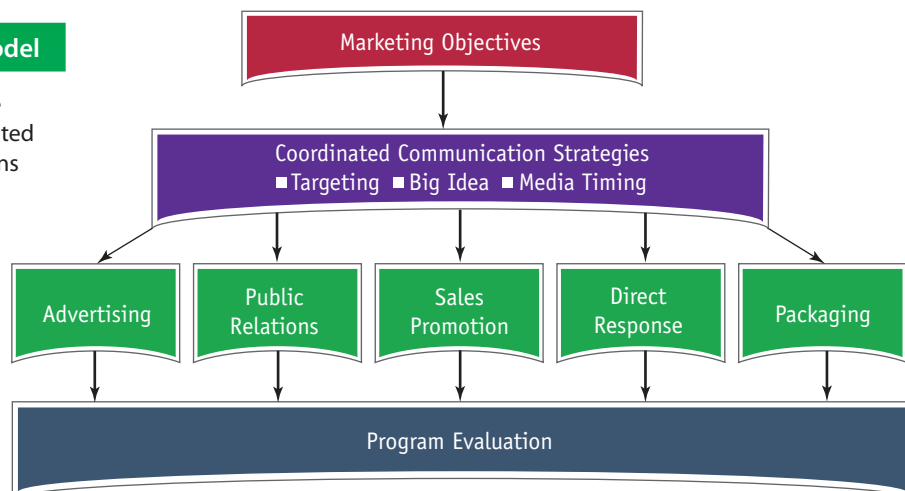 odel
ted
ns
Marketing Objectives
Coordinated Communication Strategies
■ Targeting ■ Big Idea ■ Media Timing
Advertising
Public
Relations
Sales
Promotion
Direct
Response
Packaging
Program Evaluation